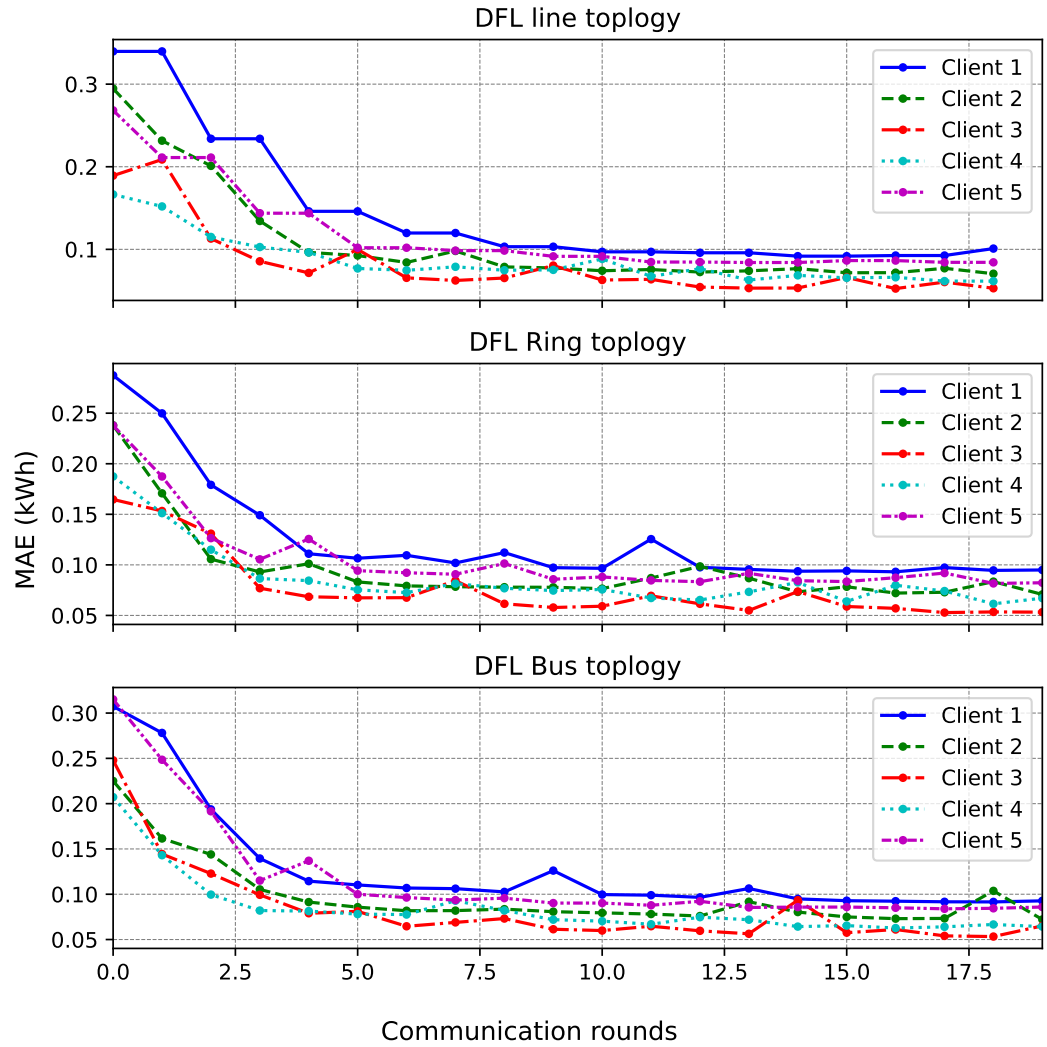 DFL line toplogy
0.3
0.2
0.1
Client 1
Client 2
Client 3
Client 4
Client 5
DFL Ring toplogy
MAE (kWh)
0.25
0.20
0.15
0.10
0.05
Client 1
Client 2
Client 3
Client 4
Client 5
DFL Bus toplogy
0.30
0.25
0.20
0.15
0.10
0.05
Client 1
Client 2
Client 3
Client 4
Client 5
0.0 2.5 5.0 7.5 10.0 12.5 15.0 17.5
Communication rounds